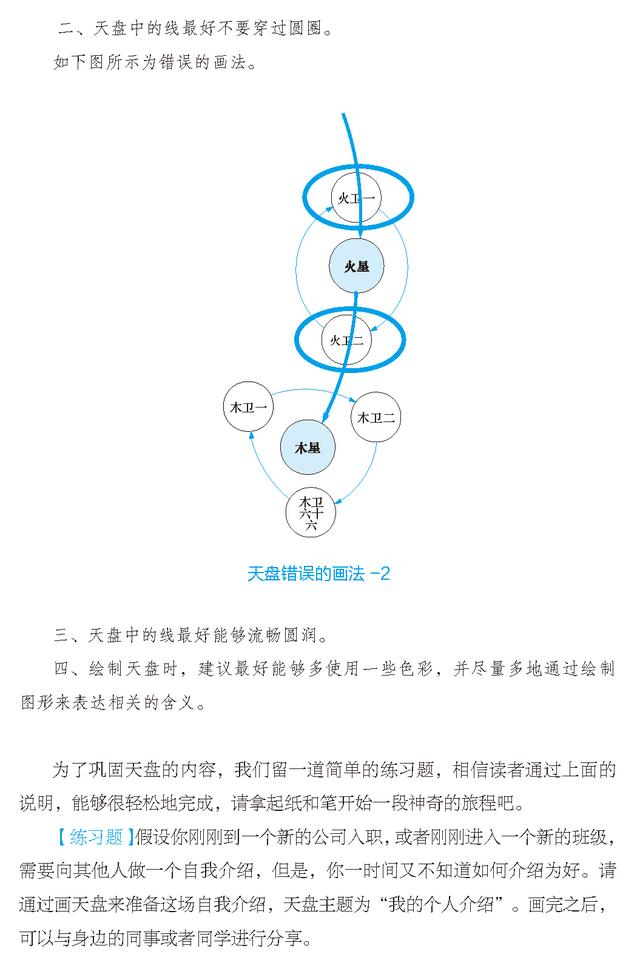 二、天盘中的线最好不要穿过圆圈。
如下图所示为错误的画法。
火卫一
火星
火卫二
木卫一
木卫二
木星
木卫
六十
六
天盘错误的画法 -2
三、天盘中的线最好能够流畅圆润。
四、绘制天盘时，建议最好能够多使用一些色彩，并尽量多地通过绘制
图形来表达相关的含义。
为了巩固天盘的内容，我们留一道简单的练习题，相信读者通过上面的
说明，能够很轻松地完成，请拿起纸和笔开始一段神奇的旅程吧。
【练习题】假设你刚刚到一个新的公司入职，或者刚刚进入一个新的班级，
需要向其他人做一个自我介绍，但是，你一时间又不知道如何介绍为好。请
通过画天盘来准备这场自我介绍，天盘主题为“我的个人介绍”。画完之后，
可以与身边的同事或者同学进行分享。